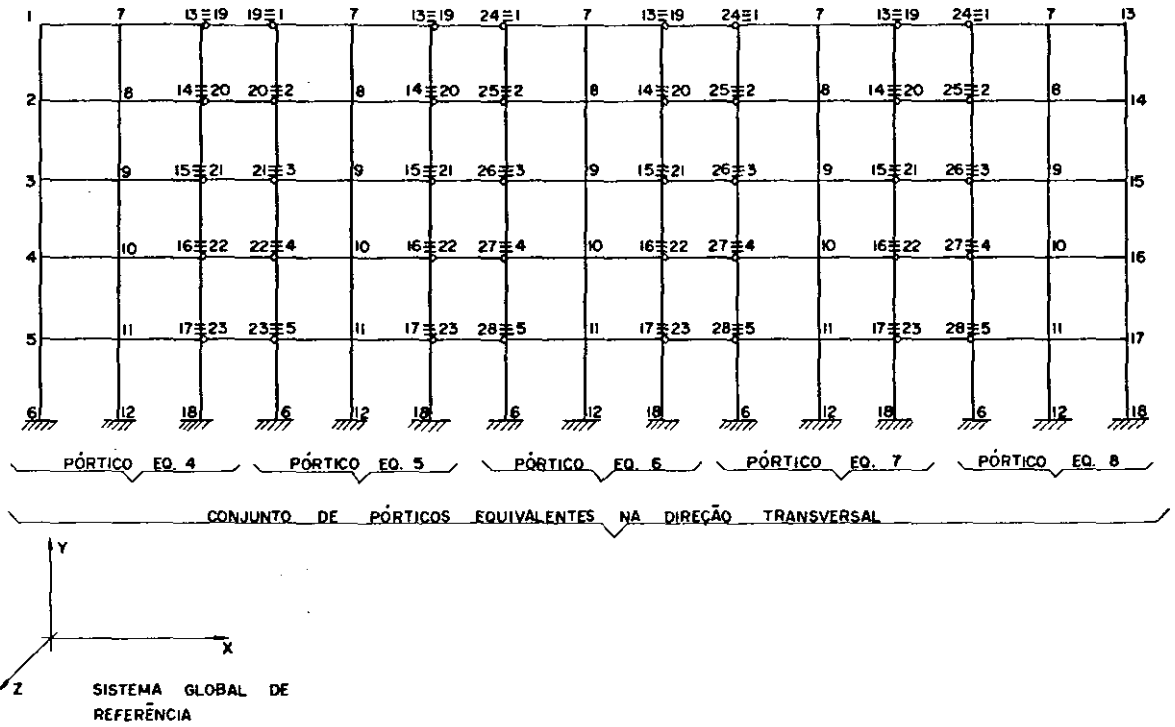 1 7 13≡19 19≡1 7 13≡19 24≡1 7 13≡19 24≡1 7 13≡19 24≡1 7 13
2 8 14≡20 20≡2 8 14≡20 25≡2 8 14≡20 25≡2 8 14≡20 25≡2 8 14
3 9 15≡21 21≡3 9 15≡21 26≡3 9 15≡21 26≡3 9 15≡21 26≡3 9 15
4 10 16≡22 22≡4 10 16≡22 27≡4 10 16≡22 27≡4 10 16≡22 27≡4 10 16
5 11 17≡23 23≡5 11 17≡23 28≡5 11 17≡23 28≡5 11 17≡23 28≡5 11 17
6 12 18 6 12 18 6 12 18 6 12 18 6 12 18
PÓRTICO EQ. 4 PÓRTICO EQ. 5 PÓRTICO EQ. 6 PÓRTICO EQ. 7 PÓRTICO EQ. 8
CONJUNTO DE PÓRTICOS EQUIVALENTES NA DIREÇÃO TRANSVERSAL
Y
X
Z
SISTEMA GLOBAL DE
REFERÊNCIA